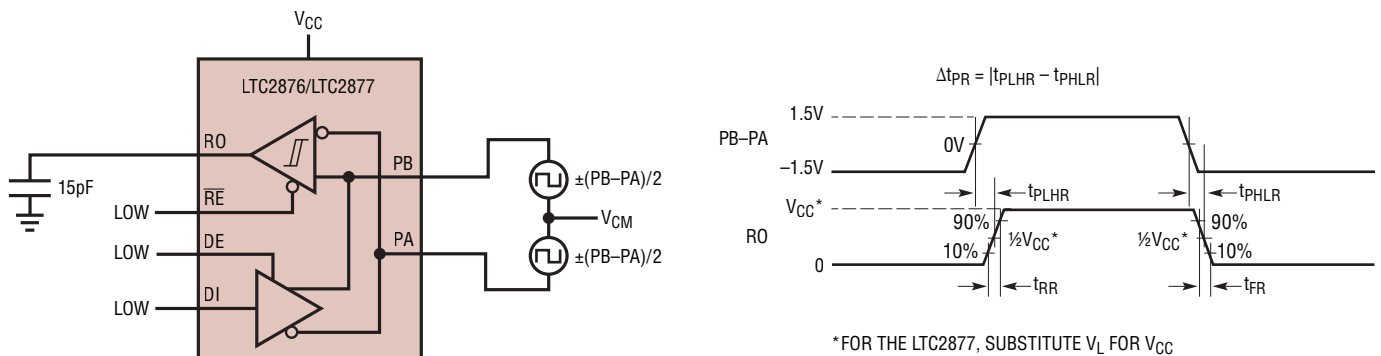 VCC
LTC2876/LTC2877
RO
PB
15pF
±(PB–PA)/2
RE
LOW
VCM
DE
PA
LOW
±(PB–PA)/2
DI
LOW
ΔtPR = |tPLHR – tPHLR|
1.5V
PB–PA
0V
–1.5V
tPLHR
tPHLR
VCC*
90%
90%
RO
½VCC*
½VCC*
10%
10%
0
tRR
tFR
*FOR THE LTC2877, SUBSTITUTE VL FOR VCC